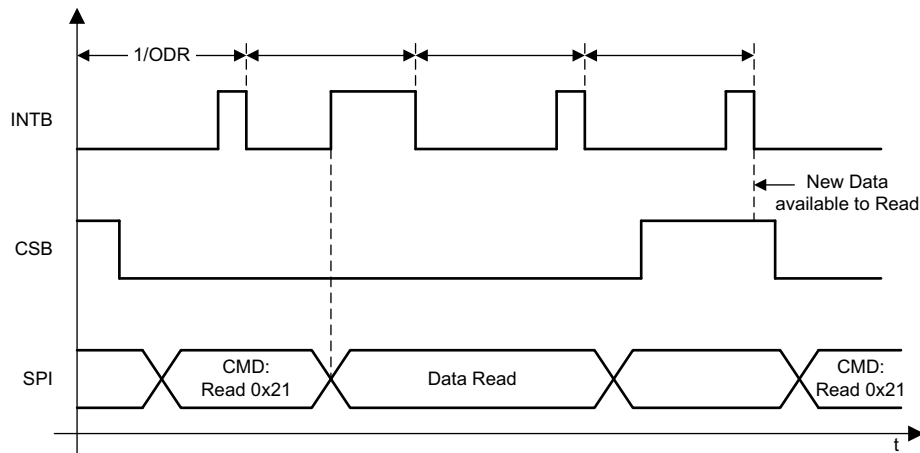 1/ODR
INTB
New Data
available to Read
CSB
SPI
CMD:
Read 0x21
Data Read
CMD:
Read 0x21
t